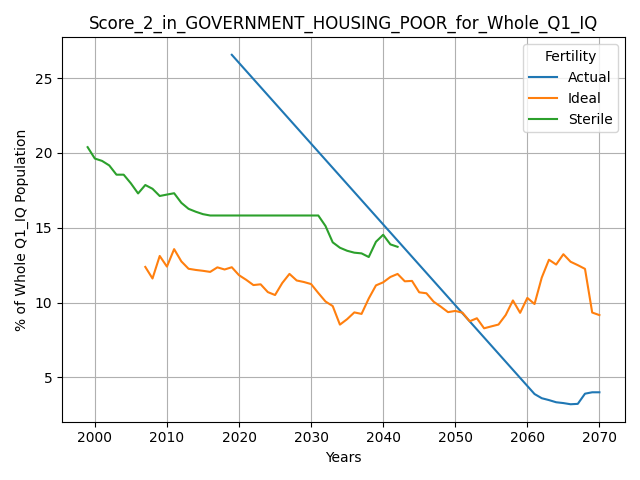 Score_2_in_GOVERNMENT_HOUSING_POOR_for_Whole_Q1_IQ
Fertility
Actual
Ideal
Sterile
% of Whole Q1_IQ Population
25
20
15
10
5
2000 2010 2020 2030 2040 2050 2060 2070
Years